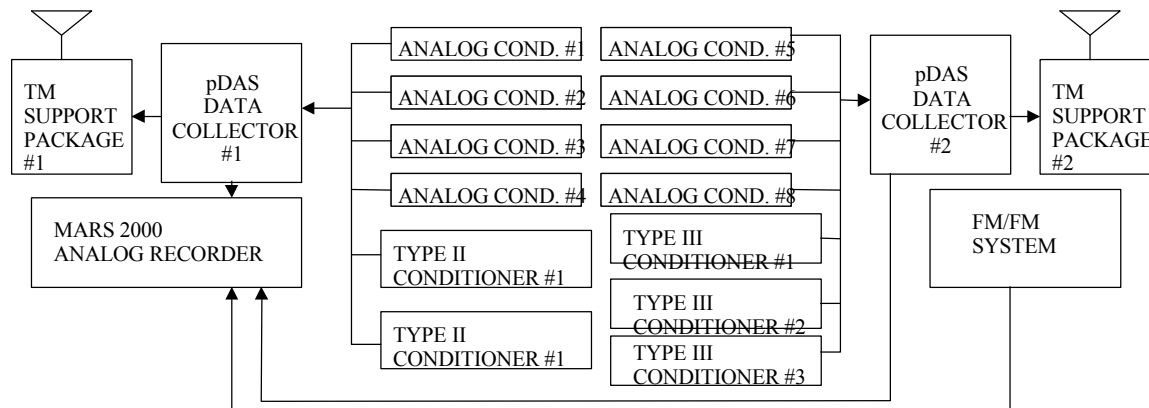 TM
SUPPORT
PACKAGE
#1
pDAS
DATA
COLLECTOR
#1
MARS 2000
ANALOG RECORDER
ANALOG COND. #1
ANALOG COND. #2
ANALOG COND. #3
ANALOG COND. #4
TYPE II
CONDITIONER #1
TYPE II
CONDITIONER #1
ANALOG COND. #5
ANALOG COND. #6
ANALOG COND. #7
ANALOG COND. #8
TYPE III
CONDITIONER #1
TYPE III
CONDITIONER #2
TYPE III
CONDITIONER #3
pDAS
DATA
COLLECTOR
#2
TM
SUPPORT
PACKAGE
#2
FM/FM
SYSTEM